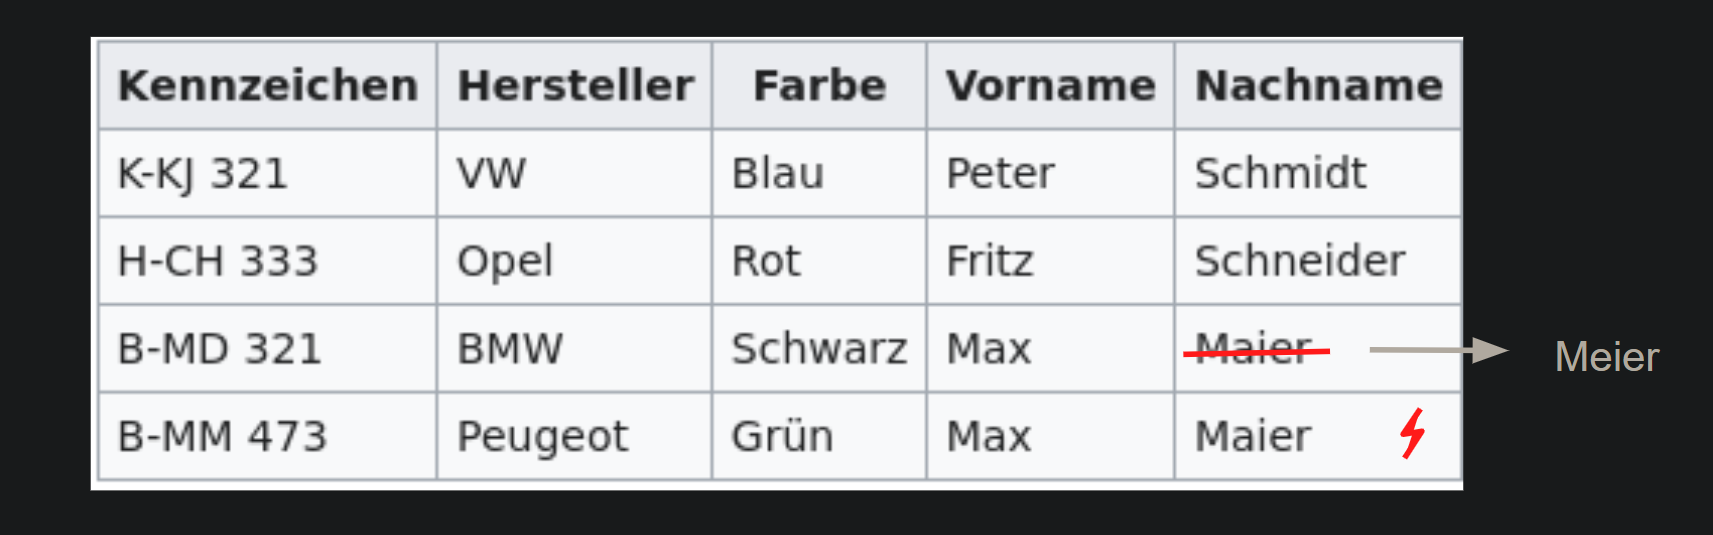 Kennzeichen Hersteller Farbe Vorname Nachname
K-KJ 321 VW Blau Peter Schmidt
H-CH 333 Opel Rot Fritz Schneider
B-MD 321 BMW Schwarz Max Maier Meier
B-MM 473 Peugeot Grün Max Maier